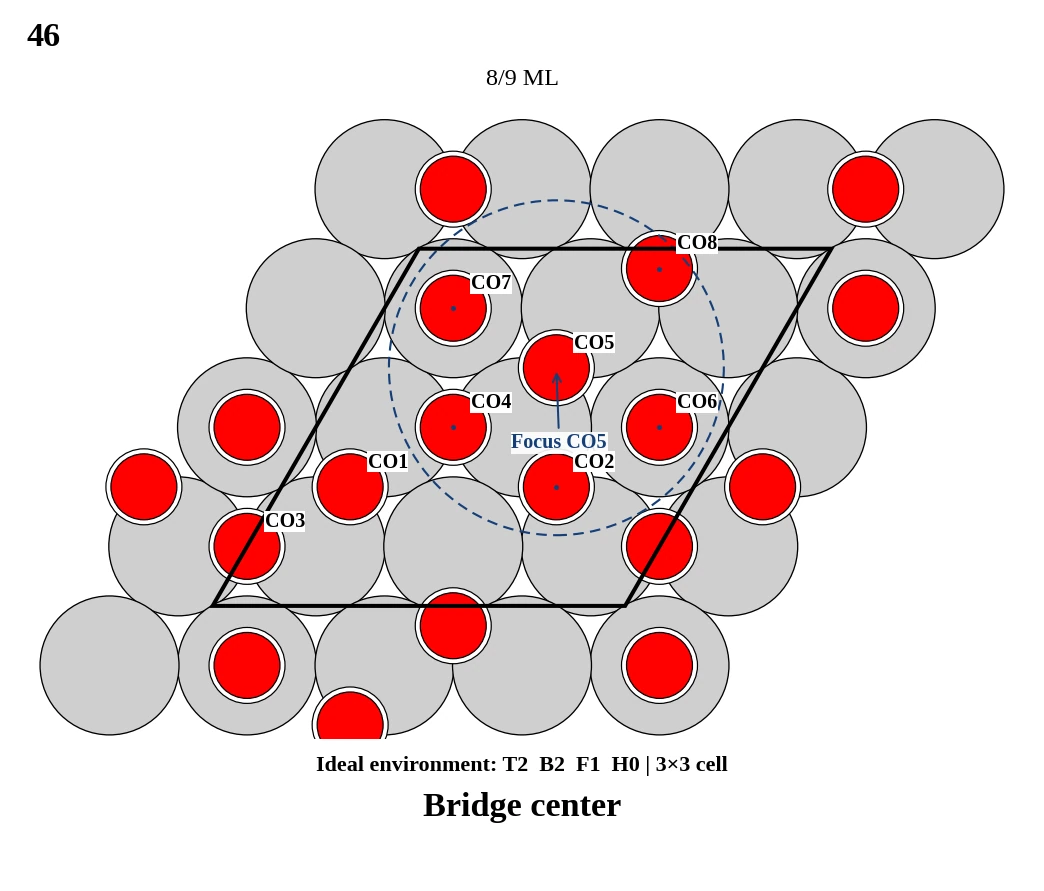 46
8/9 ML
CO8
CO7
CO5
CO4
CO6
Focus CO5
CO1
CO2
CO3
Ideal environment: T2 B2 F1 H0 | 3×3 cell
Bridge center